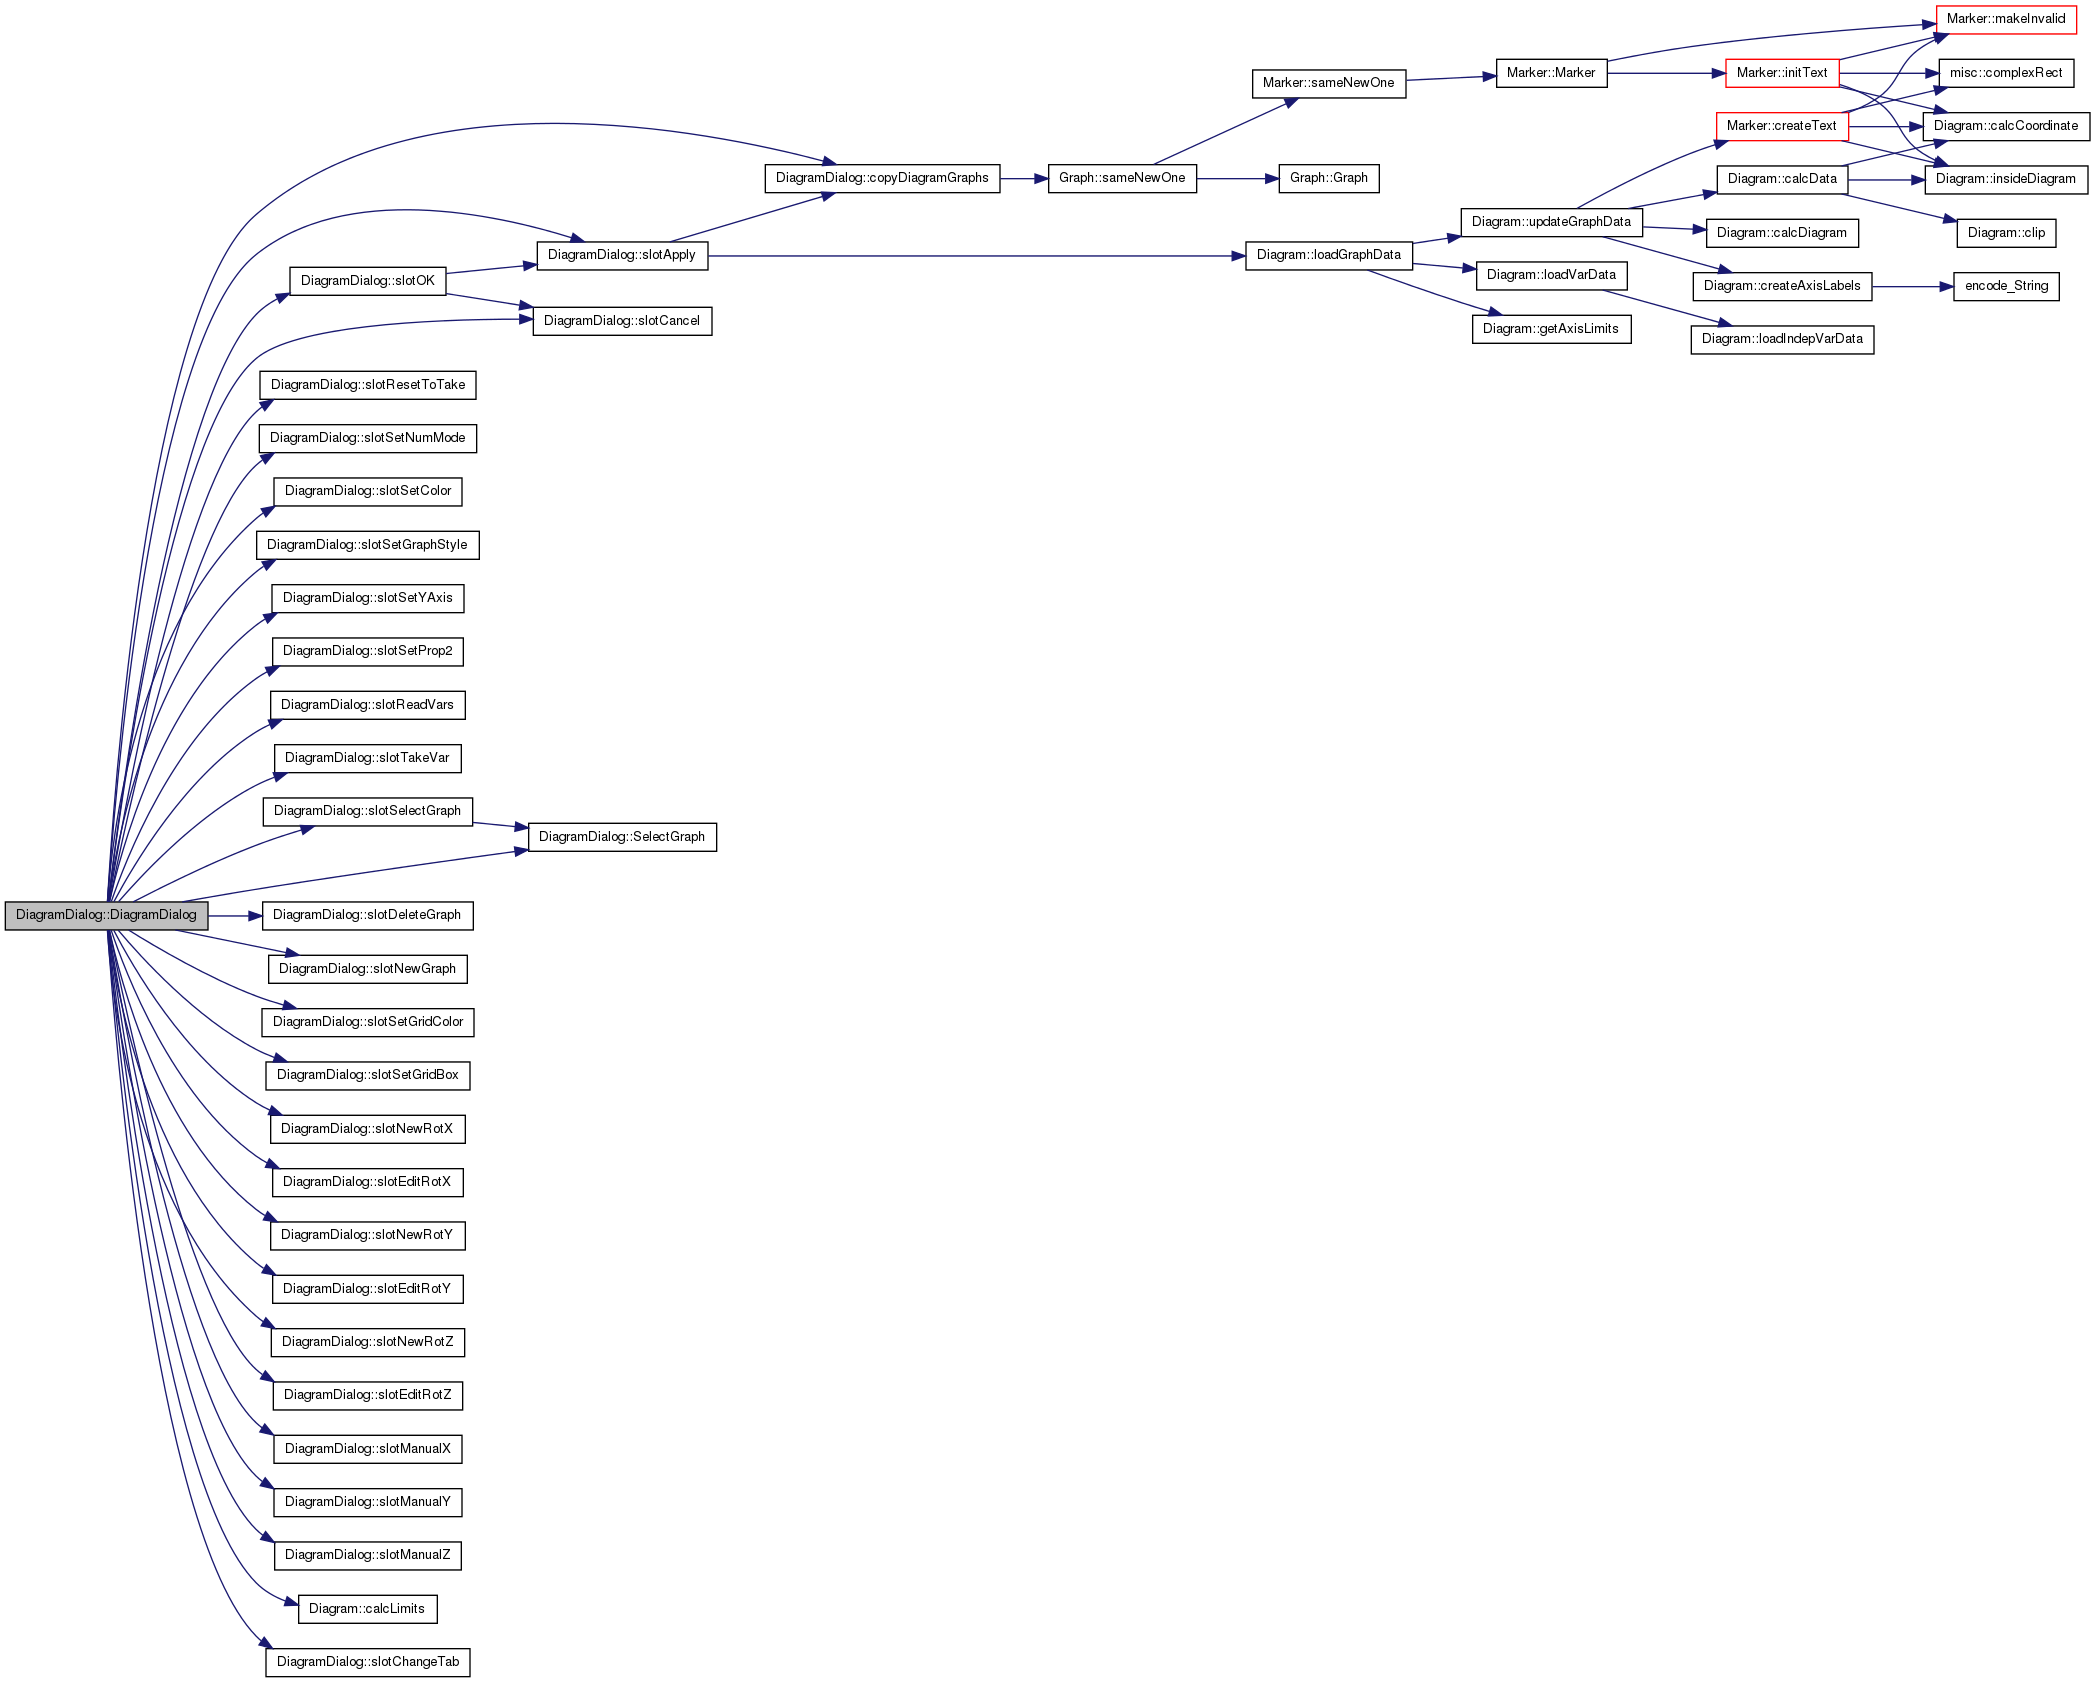 Marker::makeInvalid
Marker::sameNewOne
Marker::Marker
Marker::initText
misc::complexRect
Marker::createText
Diagram::calcCoordinate
DiagramDialog::copyDiagramGraphs
Graph::sameNewOne
Graph::Graph
Diagram::calcData
Diagram::insideDiagram
Diagram::updateGraphData
Diagram::calcDiagram
Diagram::clip
DiagramDialog::slotApply
Diagram::loadGraphData
DiagramDialog::slotOK
Diagram::loadVarData
Diagram::createAxisLabels
encode_String
DiagramDialog::slotCancel
Diagram::getAxisLimits
Diagram::loadIndepVarData
DiagramDialog::slotResetToTake
DiagramDialog::slotSetNumMode
DiagramDialog::slotSetColor
DiagramDialog::slotSetGraphStyle
DiagramDialog::slotSetYAxis
DiagramDialog::slotSetProp2
DiagramDialog::slotReadVars
DiagramDialog::slotTakeVar
DiagramDialog::slotSelectGraph
DiagramDialog::SelectGraph
DiagramDialog::DiagramDialog
DiagramDialog::slotDeleteGraph
DiagramDialog::slotNewGraph
DiagramDialog::slotSetGridColor
DiagramDialog::slotSetGridBox
DiagramDialog::slotNewRotX
DiagramDialog::slotEditRotX
DiagramDialog::slotNewRotY
DiagramDialog::slotEditRotY
DiagramDialog::slotNewRotZ
DiagramDialog::slotEditRotZ
DiagramDialog::slotManualX
DiagramDialog::slotManualY
DiagramDialog::slotManualZ
Diagram::calcLimits
DiagramDialog::slotChangeTab